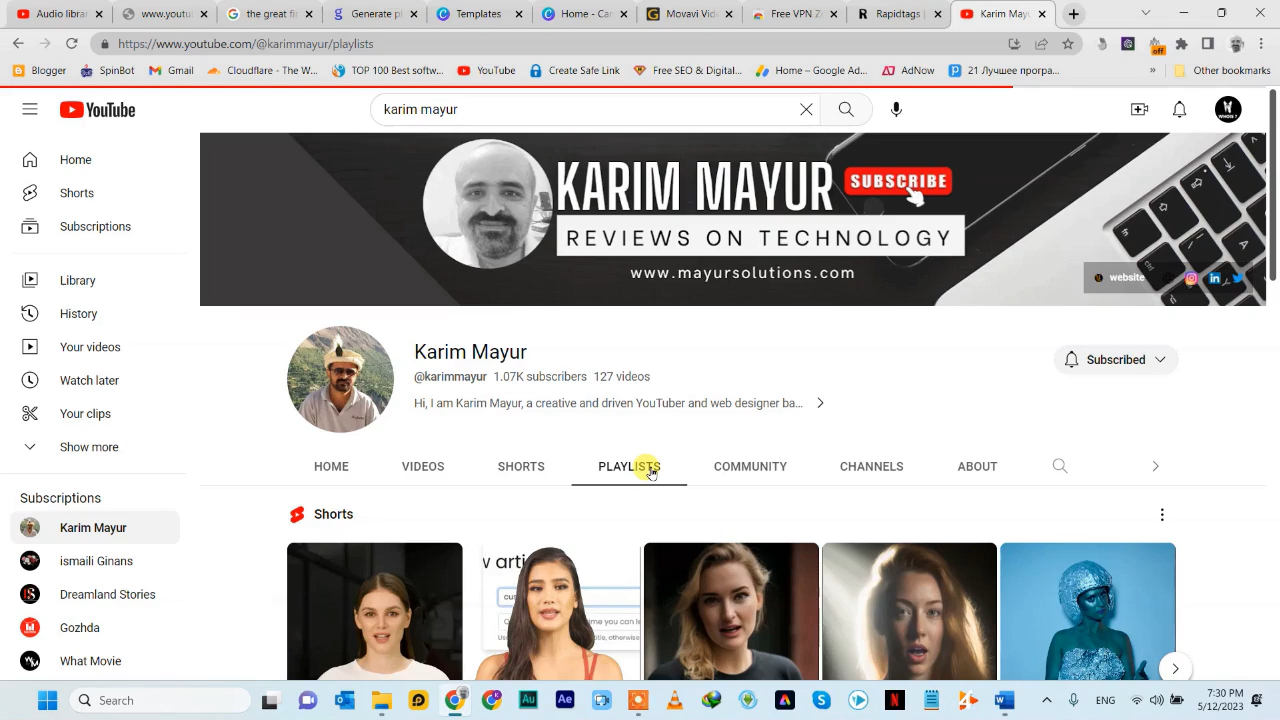 Audio librar
www.youtu
the great fir
Generate pl
Templates
Home - Can
Movavi Vid
Free VPN Z
Rapidtags |
Karim Mayu
https://www.youtube.com/@karimmayur/playlists
off
Blogger
SpinBot
Gmail
Cloudflare - The W...
TOP 100 Best softw...
YouTube
Create Safe Link
Free SEO & Digital...
Home – Google Ad...
AdNow
21 Лучшее програ...
»
Other bookmarks
YouTube
karim mayur
WHOIS ?
Home
Shorts
Subscriptions
Library
History
Your videos
Watch later
Your clips
Show more
Subscriptions
Karim Mayur
ismaili Ginans
Dreamland Stories
Gozhda
What Movie
KARIM MAYUR
SUBSCRIBE
REVIEWS ON TECHNOLOGY
www.mayursolutions.com
website
Karim Mayur
@karimmayur 1.07K subscribers 127 videos
Hi, I am Karim Mayur, a creative and driven YouTuber and web designer ba...
Subscribed
HOME
VIDEOS
SHORTS
PLAYLISTS
COMMUNITY
CHANNELS
ABOUT
Shorts
w arti
Search
ENG
7:30 PM
5/12/2023